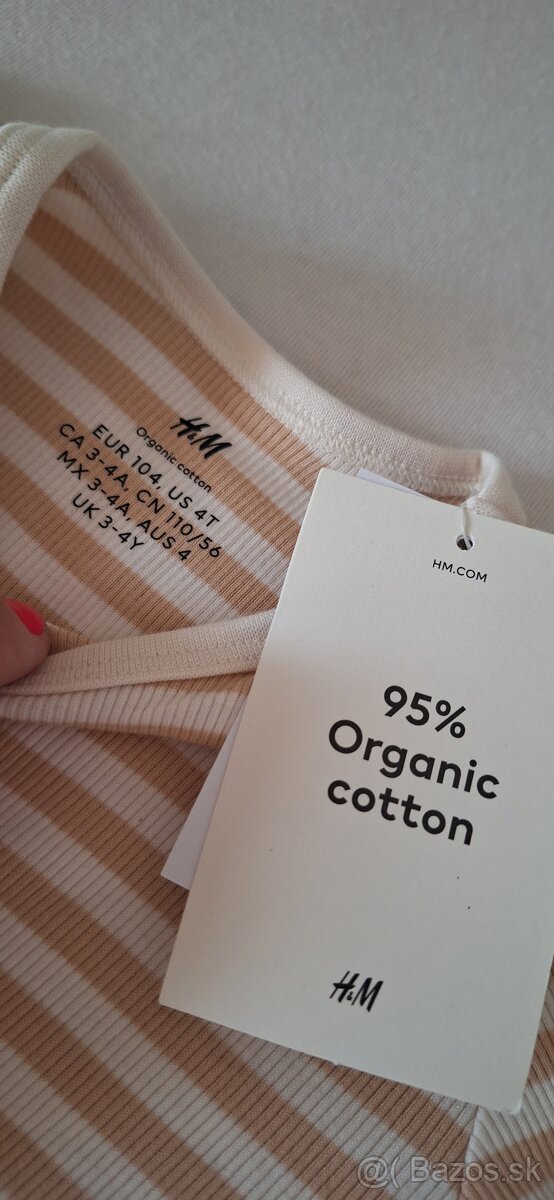 H&M
Organic cotton
EUR 104, US 4T
CA 3-4A, CN 110/56
MX 3-4A, AUS 4
UK 3-4Y
HM.COM
95%
Organic
cotton
H&M
@( Bazos.sk